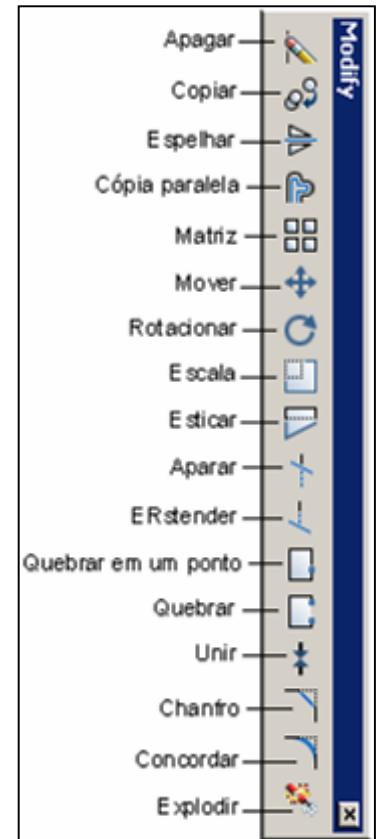 Modify
Apagar
Copiar
Espelhar
Cópia paralela
Matriz
Mover
Rotacionar
Escala
Esticar
Aparar
ERstender
Quebrar em um ponto
Quebrar
Unir
Chanfro
Concordar
Explodir